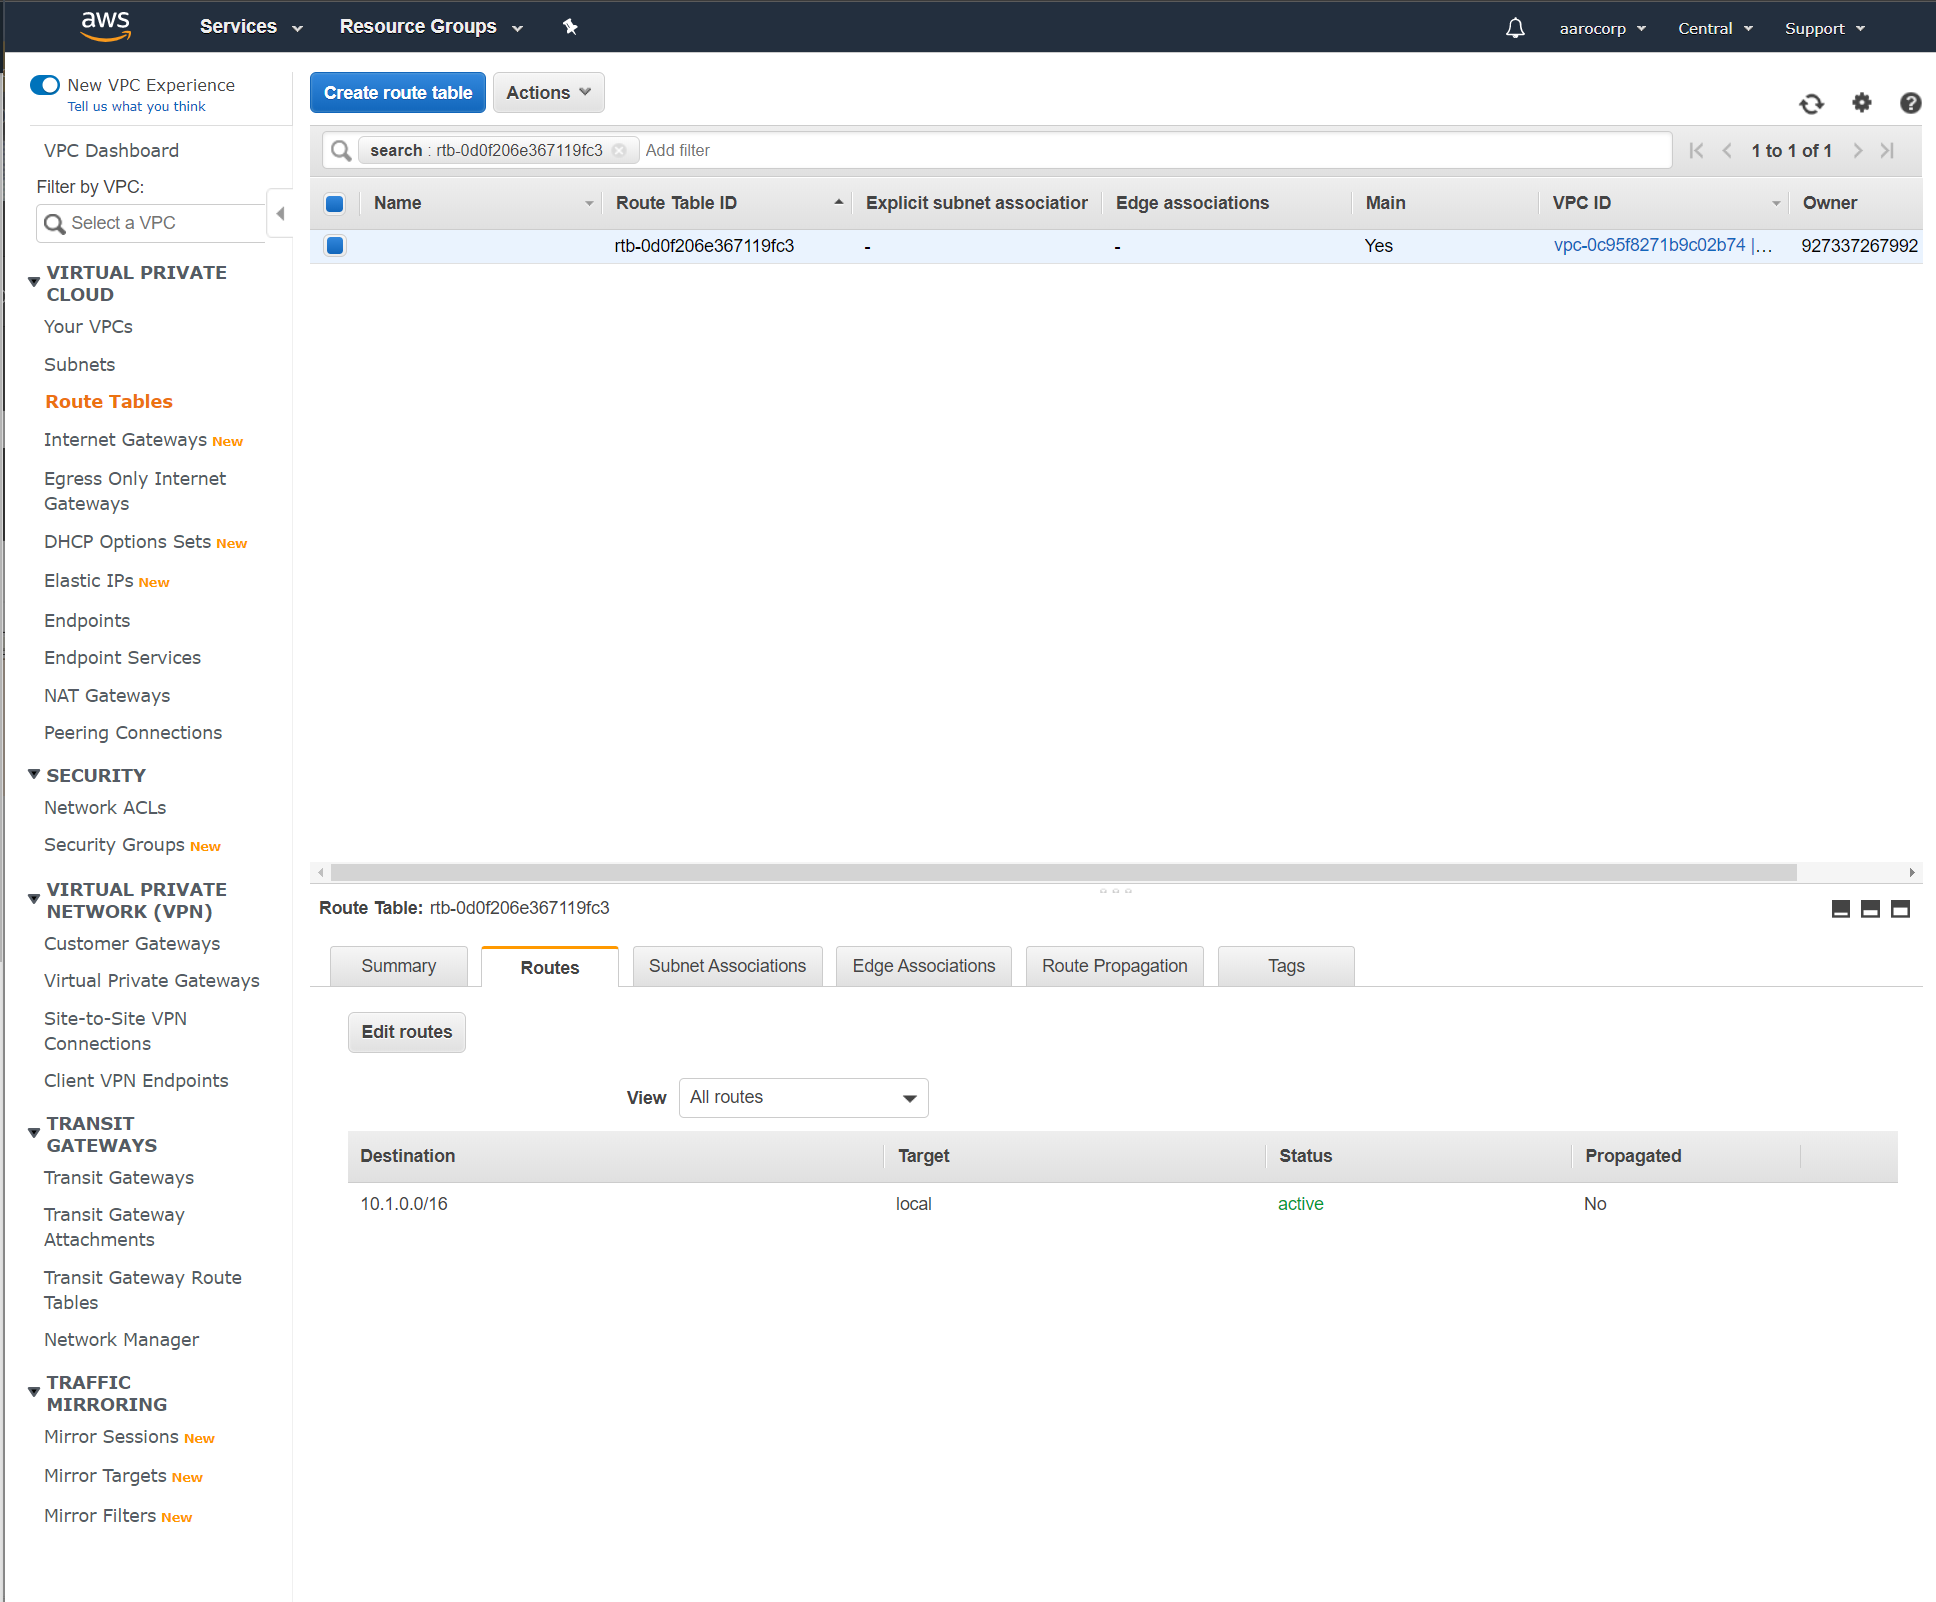 aws Services Resource Groups aarocorp Central Support
New VPC Experience
Tell us what you think
VPC Dashboard
Filter by VPC:
Select a VPC
VIRTUAL PRIVATE
CLOUD
Your VPCs
Subnets
Route Tables
Internet Gateways New
Egress Only Internet
Gateways
DHCP Options Sets New
Elastic IPs New
Endpoints
Endpoint Services
NAT Gateways
Peering Connections
SECURITY
Network ACLs
Security Groups New
VIRTUAL PRIVATE
NETWORK (VPN)
Customer Gateways
Virtual Private Gateways
Site-to-Site VPN
Connections
Client VPN Endpoints
TRANSIT
GATEWAYS
Transit Gateways
Transit Gateway
Attachments
Transit Gateway Route
Tables
Network Manager
TRAFFIC
MIRRORING
Mirror Sessions New
Mirror Targets New
Mirror Filters New
Create route table Actions
search : rtb-0d0f206e367119fc3 Add filter 1 to 1 of 1
Name Route Table ID Explicit subnet associatior Edge associations Main VPC ID Owner
rtb-0d0f206e367119fc3 - - Yes vpc-0c95f8271b9c02b74 |... 927337267992
Route Table: rtb-0d0f206e367119fc3
Summary Routes Subnet Associations Edge Associations Route Propagation Tags
Edit routes
View All routes
Destination Target Status Propagated
10.1.0.0/16 local active No